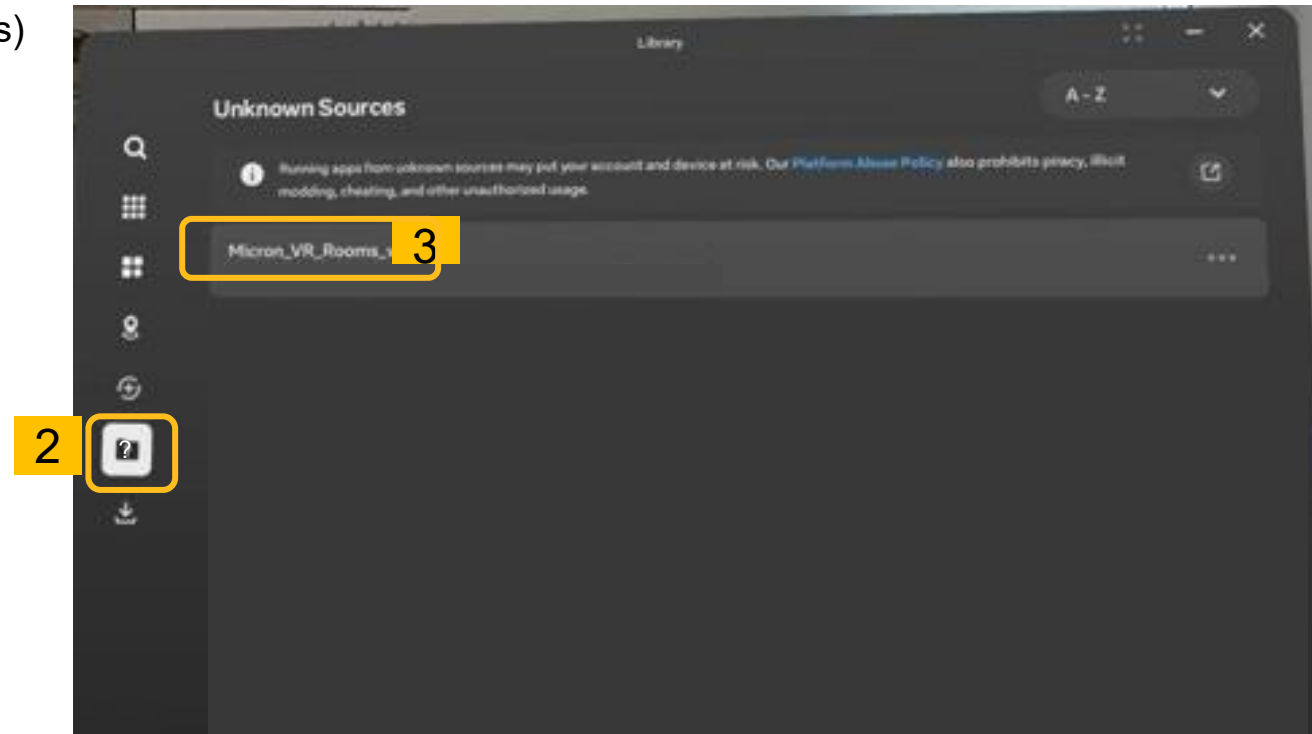 s)
Library
A - Z
Unknown Sources
Running apps from unknown sources may put your account and device at risk. Our Platform Abuse Policy also prohibits piracy, illicit
modding, cheating, and other unauthorized usage.
Micron_VR_Rooms_
3
2
?